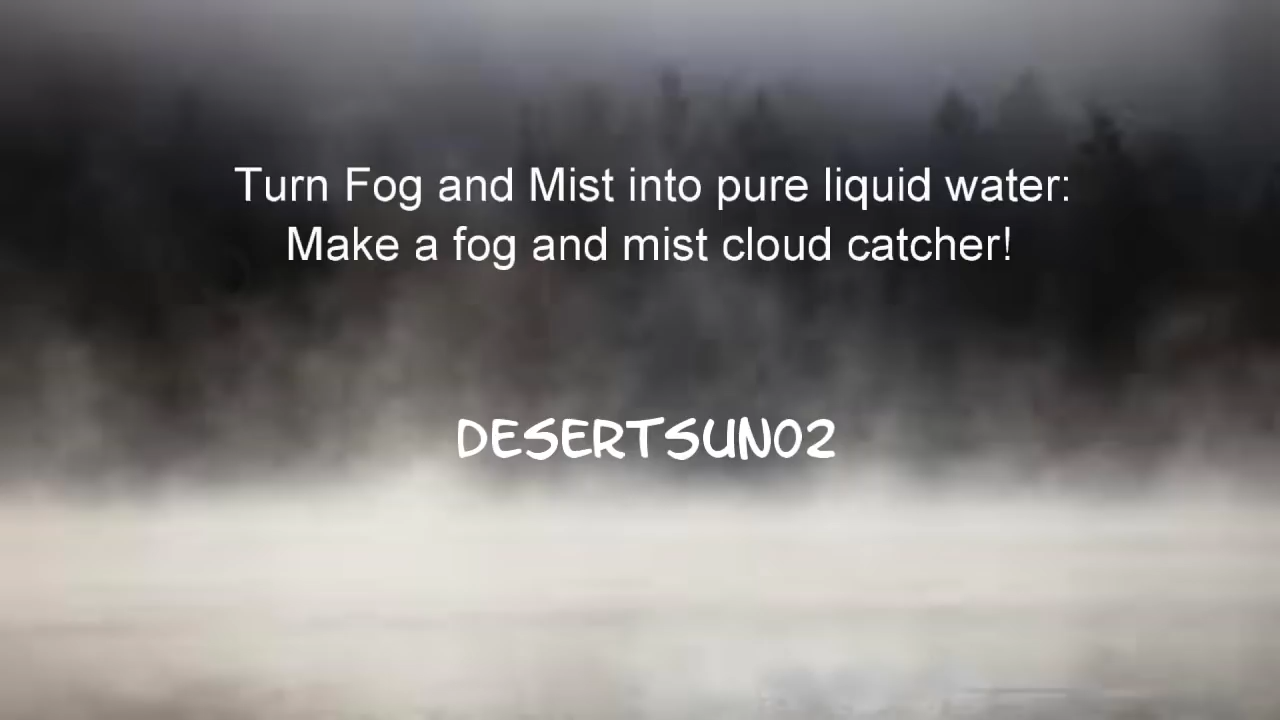 Turn Fog and Mist into pure liquid water:
Make a fog and mist cloud catcher!
DESERTSUN02